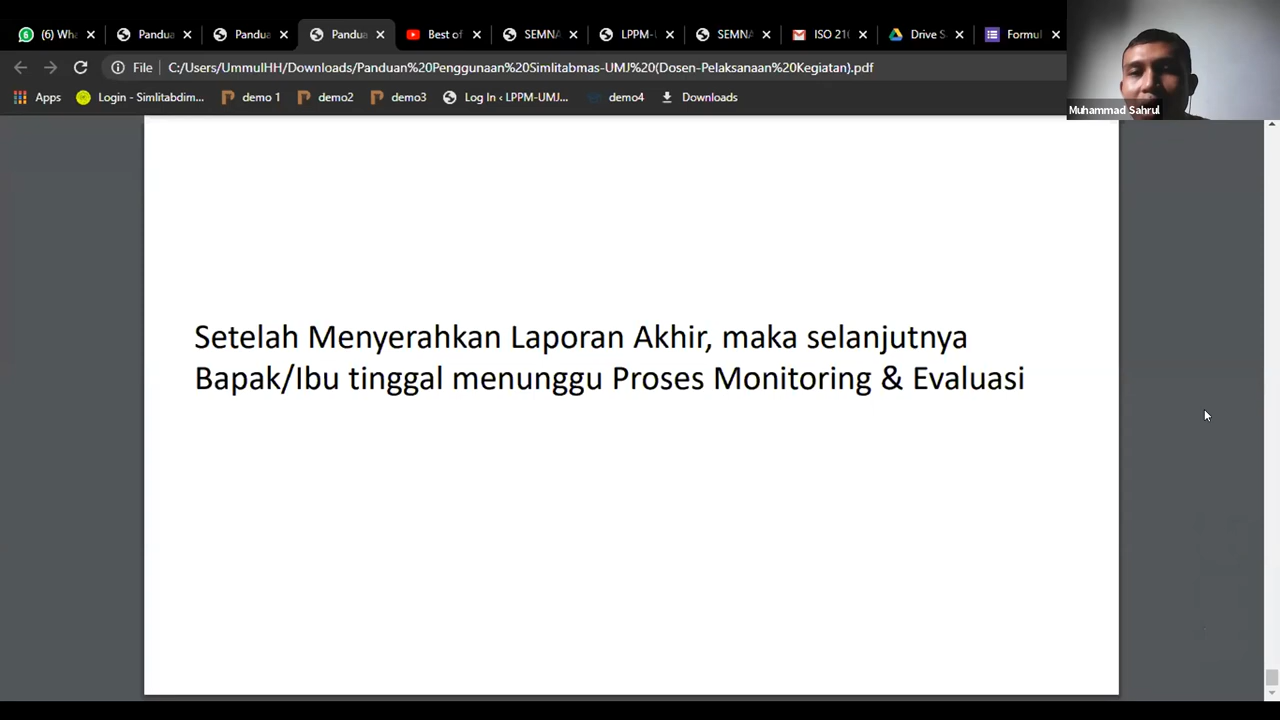 (6) Wha
Pandua
Pandua
Pandua
Best of
SEMNA
LPPM-U
SEMNA
ISO 216
Drive S
Formul
File
C:/Users/UmmulHH/Downloads/Panduan%20Penggunaan%20Simlitabmas-UMJ%20(Dosen-Pelaksanaan%20Kegiatan).pdf
Apps
Login - Simlitabdim...
demo 1
demo2
demo3
Log In ‹ LPPM-UMJ...
demo4
Downloads
Muhammad Sahrul
Setelah Menyerahkan Laporan Akhir, maka selanjutnya
Bapak/Ibu tinggal menunggu Proses Monitoring & Evaluasi